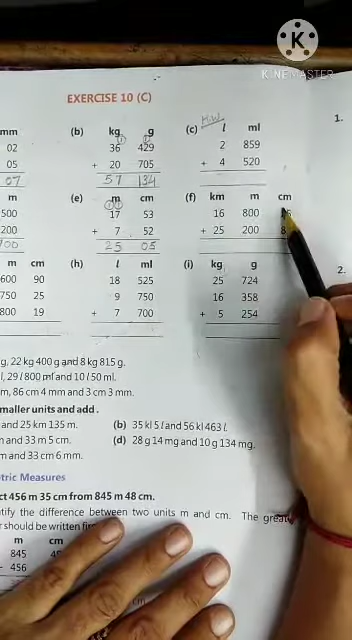 K
KINEMASTER
EXERCISE 10 (C)
1.
mm (b) kg g (c) H.W. l ml
02 36 429 2 859
05 + 20 705 + 4 520
07 57 134
(e) m cm (f) km m cm
500 17 53 16 800
200 + 7 52 + 25 200 8
700 25 05
m cm (h) l ml (i) kg g 2.
600 90 18 525 25 724
750 25 9 750 16 358
800 19 + 7 700 + 5 254
g, 22 kg 400 g and 8 kg 815 g.
l, 29 l 800 ml and 10 l 50 ml.
m, 86 cm 4 mm and 3 cm 3 mm.
maller units and add.
and 25 km 135 m. (b) 35 kl 5 l and 56 kl 463 l.
m and 33 m 5 cm. (d) 28 g 14 mg and 10 g 134 mg.
m and 33 cm 6 mm.
tric Measures
ct 456 m 35 cm from 845 m 48 cm.
tify the difference between two units m and cm. The great
r should be written fir
m cm
845 4
- 456
cm